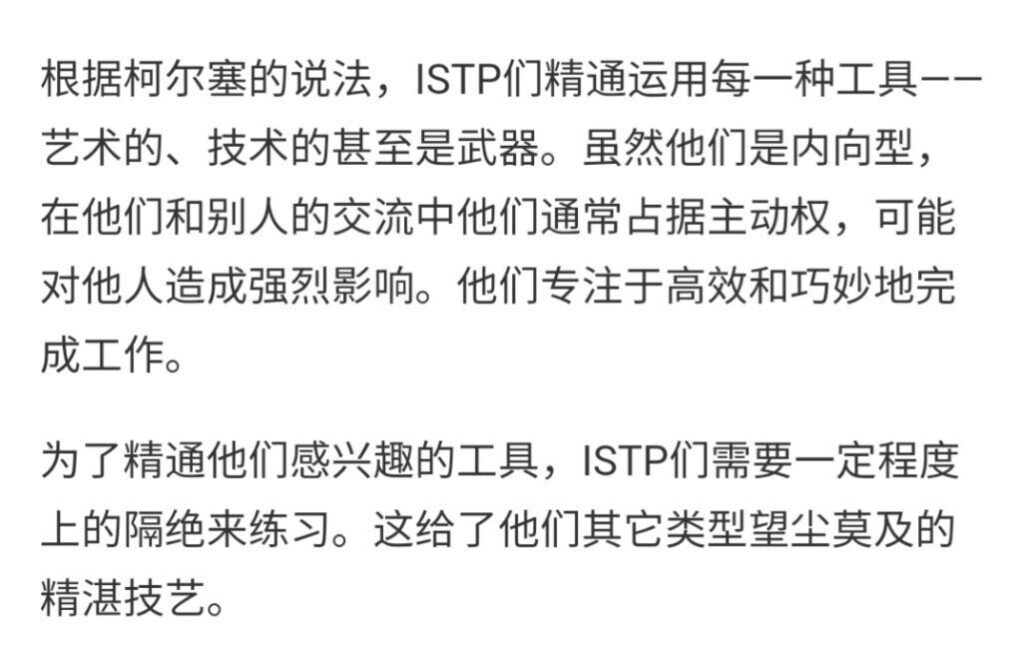 根据柯尔塞的说法，ISTP们精通运用每一种工具——
艺术的、技术的甚至是武器。虽然他们是内向型，
在他们和别人的交流中他们通常占据主动权，可能
对他人造成强烈影响。他们专注于高效和巧妙地完
成工作。
为了精通他们感兴趣的工具，ISTP们需要一定程度
上的隔绝来练习。这给了他们其它类型望尘莫及的
精湛技艺。